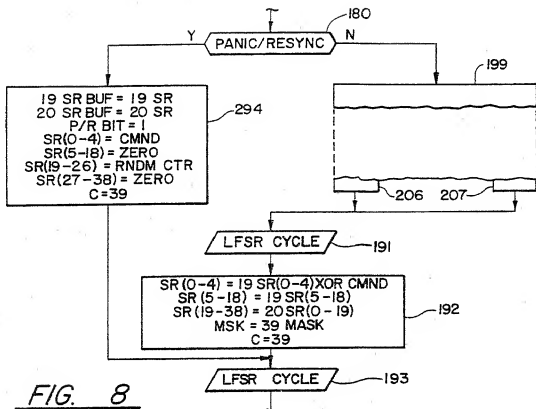 180
Y
PANIC/RESYNC
N
199
19 SR BUF = 19 SR
20 SR BUF = 20 SR
P/R BIT = 1
SR(0-4) = CMND
SR(5-18) = ZERO
SR(19-26) = RNDM CTR
SR(27-38) = ZERO
C=39
294
206
207
LFSR CYCLE
191
SR(0-4) = 19 SR(0-4) XOR CMND
SR(5-18) = 19 SR(5-18)
SR(19-38) = 20 SR(0-19)
MSK = 39 MASK
C=39
192
LFSR CYCLE
193
FIG. 8